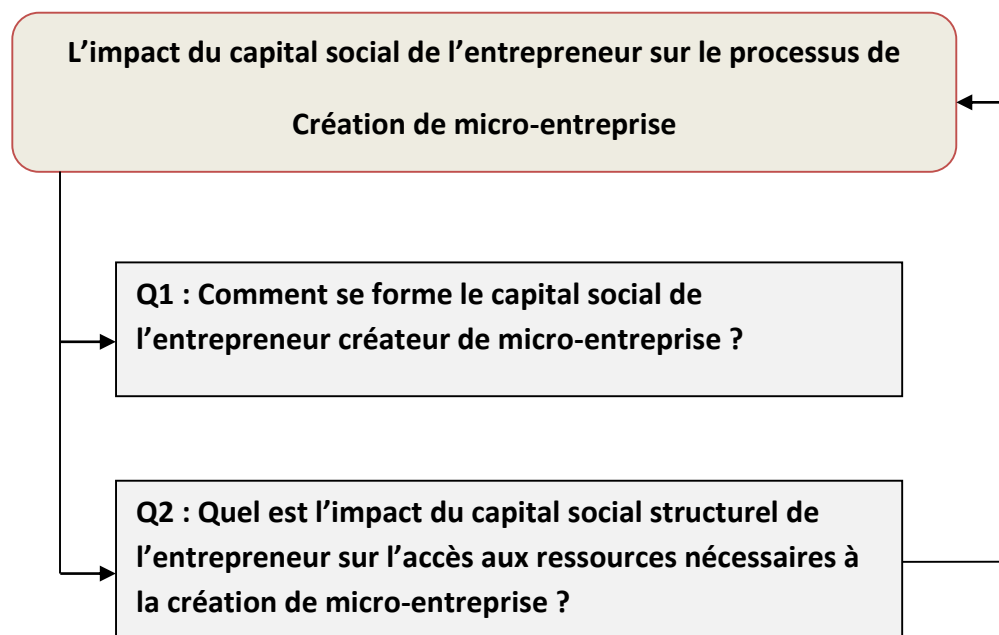 L’impact du capital social de l’entrepreneur sur le processus de
Création de micro-entreprise
Q1 : Comment se forme le capital social de
l’entrepreneur créateur de micro-entreprise ?
Q2 : Quel est l’impact du capital social structurel de
l’entrepreneur sur l’accès aux ressources nécessaires à
la création de micro-entreprise ?